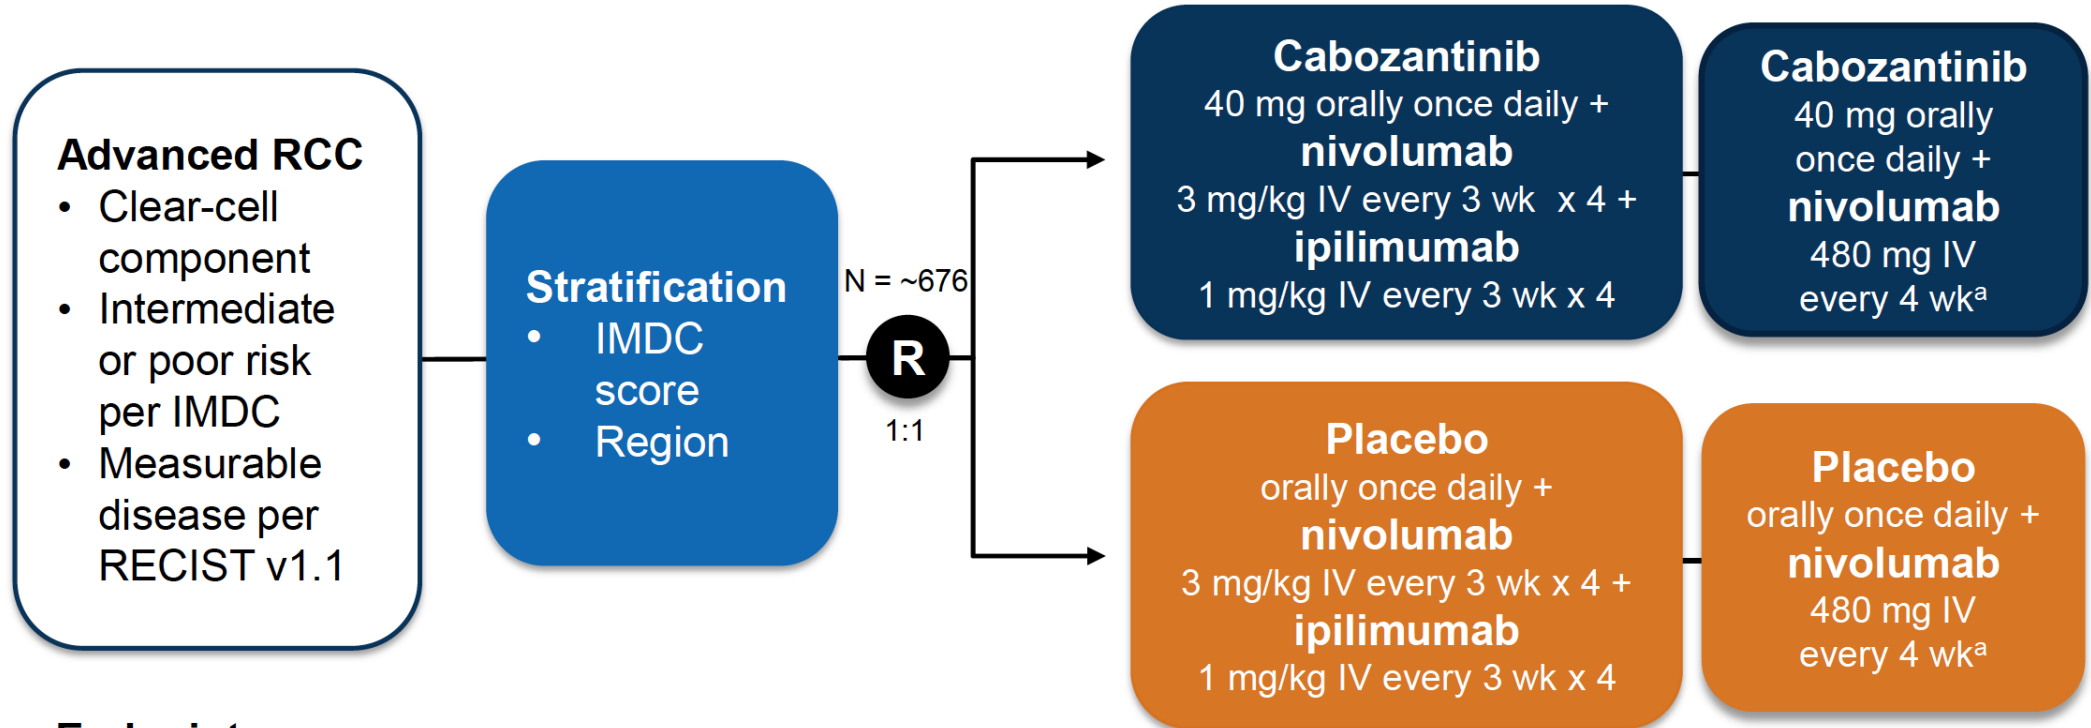 Advanced RCC
• Clear-cell
component
• Intermediate
or poor risk
per IMDC
• Measurable
disease per
RECIST v1.1
Stratification
• IMDC
score
• Region
N = ~676
R
1:1
Cabozantinib
40 mg orally once daily +
nivolumab
3 mg/kg IV every 3 wk x 4 +
ipilimumab
1 mg/kg IV every 3 wk x 4
Cabozantinib
40 mg orally
once daily +
nivolumab
480 mg IV
every 4 wkᵃ
Placebo
orally once daily +
nivolumab
3 mg/kg IV every 3 wk x 4 +
ipilimumab
1 mg/kg IV every 3 wk x 4
Placebo
orally once daily +
nivolumab
480 mg IV
every 4 wkᵃ